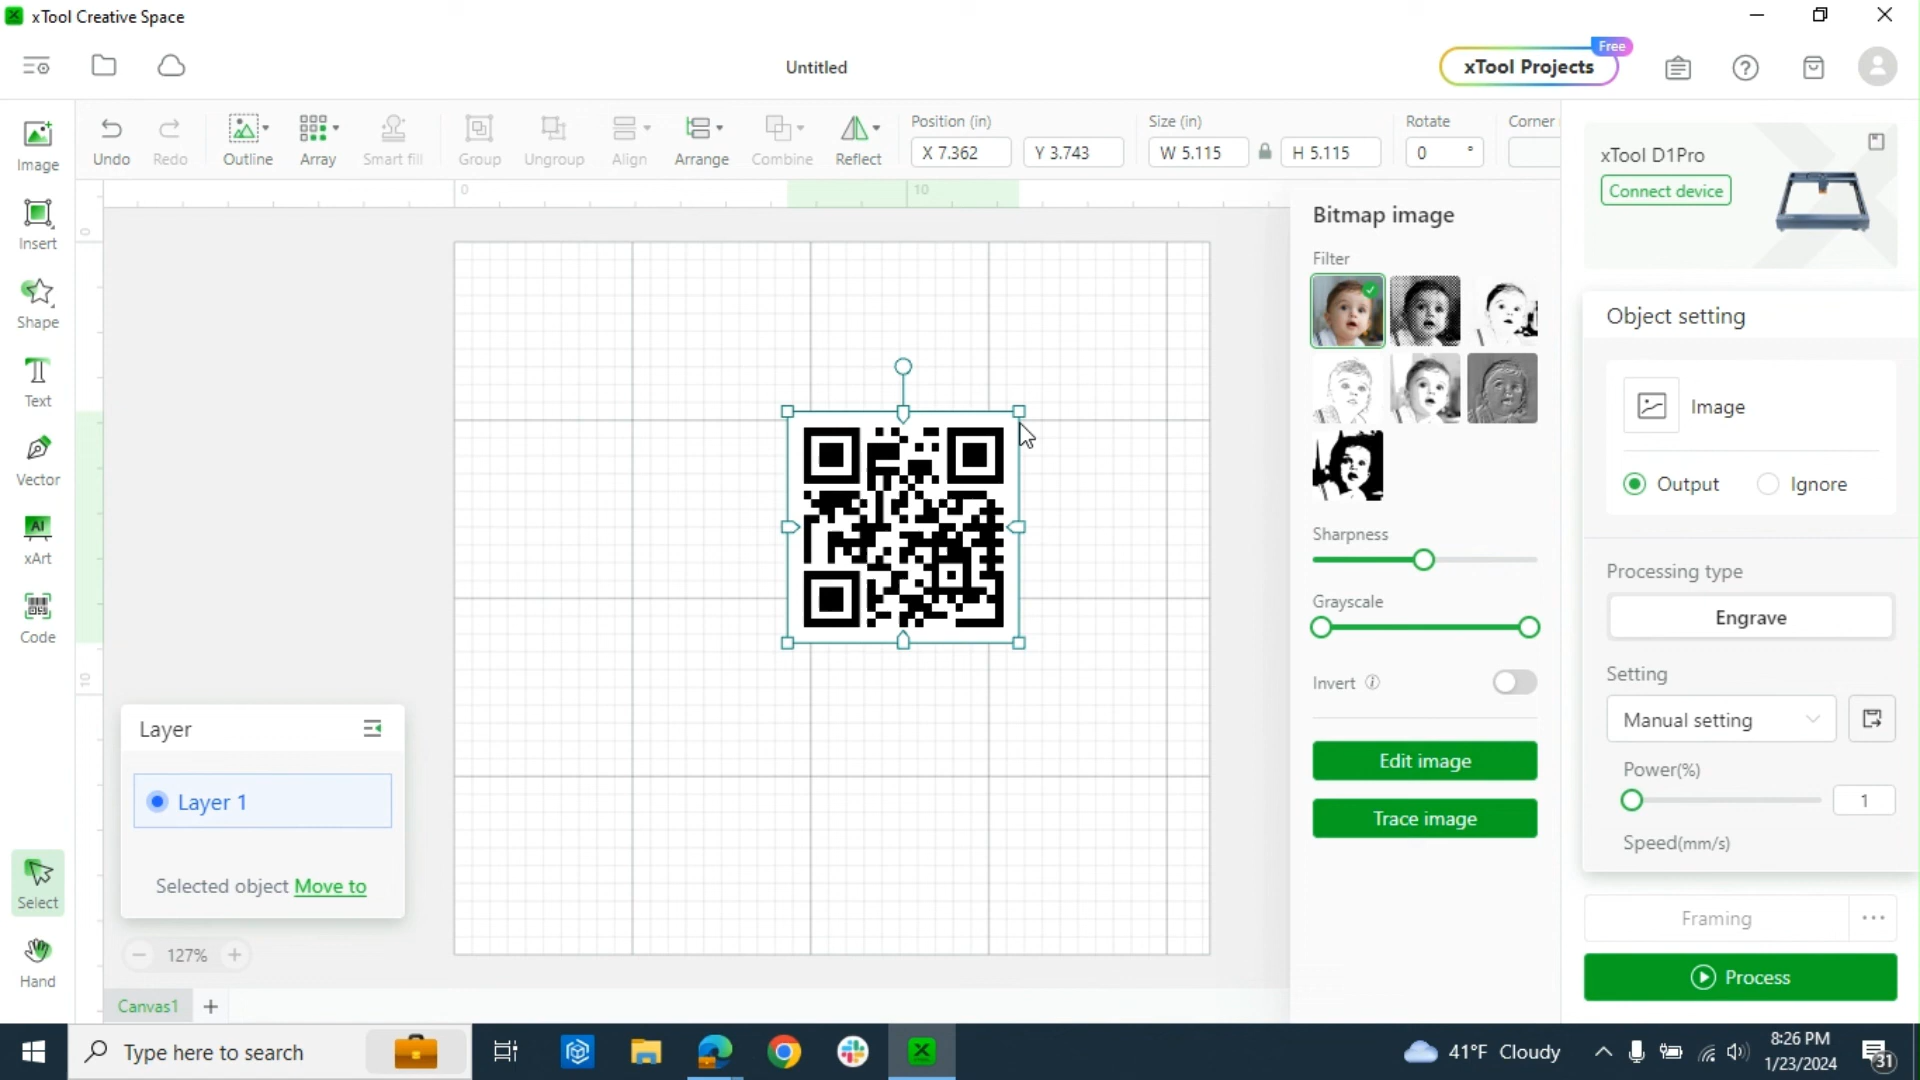 xTool Creative Space
Untitled
xTool Projects
Free
Image
Insert
Shape
Text
Vector
AI
xArt
Code
Select
Hand
Undo
Redo
Outline
Array
Smart fill
Group
Ungroup
Align
Arrange
Combine
Reflect
Position (in)
X 7.362
Y 3.743
Size (in)
W 5.115
H 5.115
Rotate
0 °
Corner
0
10
0
10
Layer
Layer 1
Selected object Move to
127%
Canvas1
Bitmap image
Filter
Sharpness
Grayscale
Invert
Edit image
Trace image
xTool D1Pro
Connect device
Object setting
Image
Output
Ignore
Processing type
Engrave
Setting
Manual setting
Power(%)
1
Speed(mm/s)
Framing
Process
Type here to search
41°F Cloudy
8:26 PM
1/23/2024
31